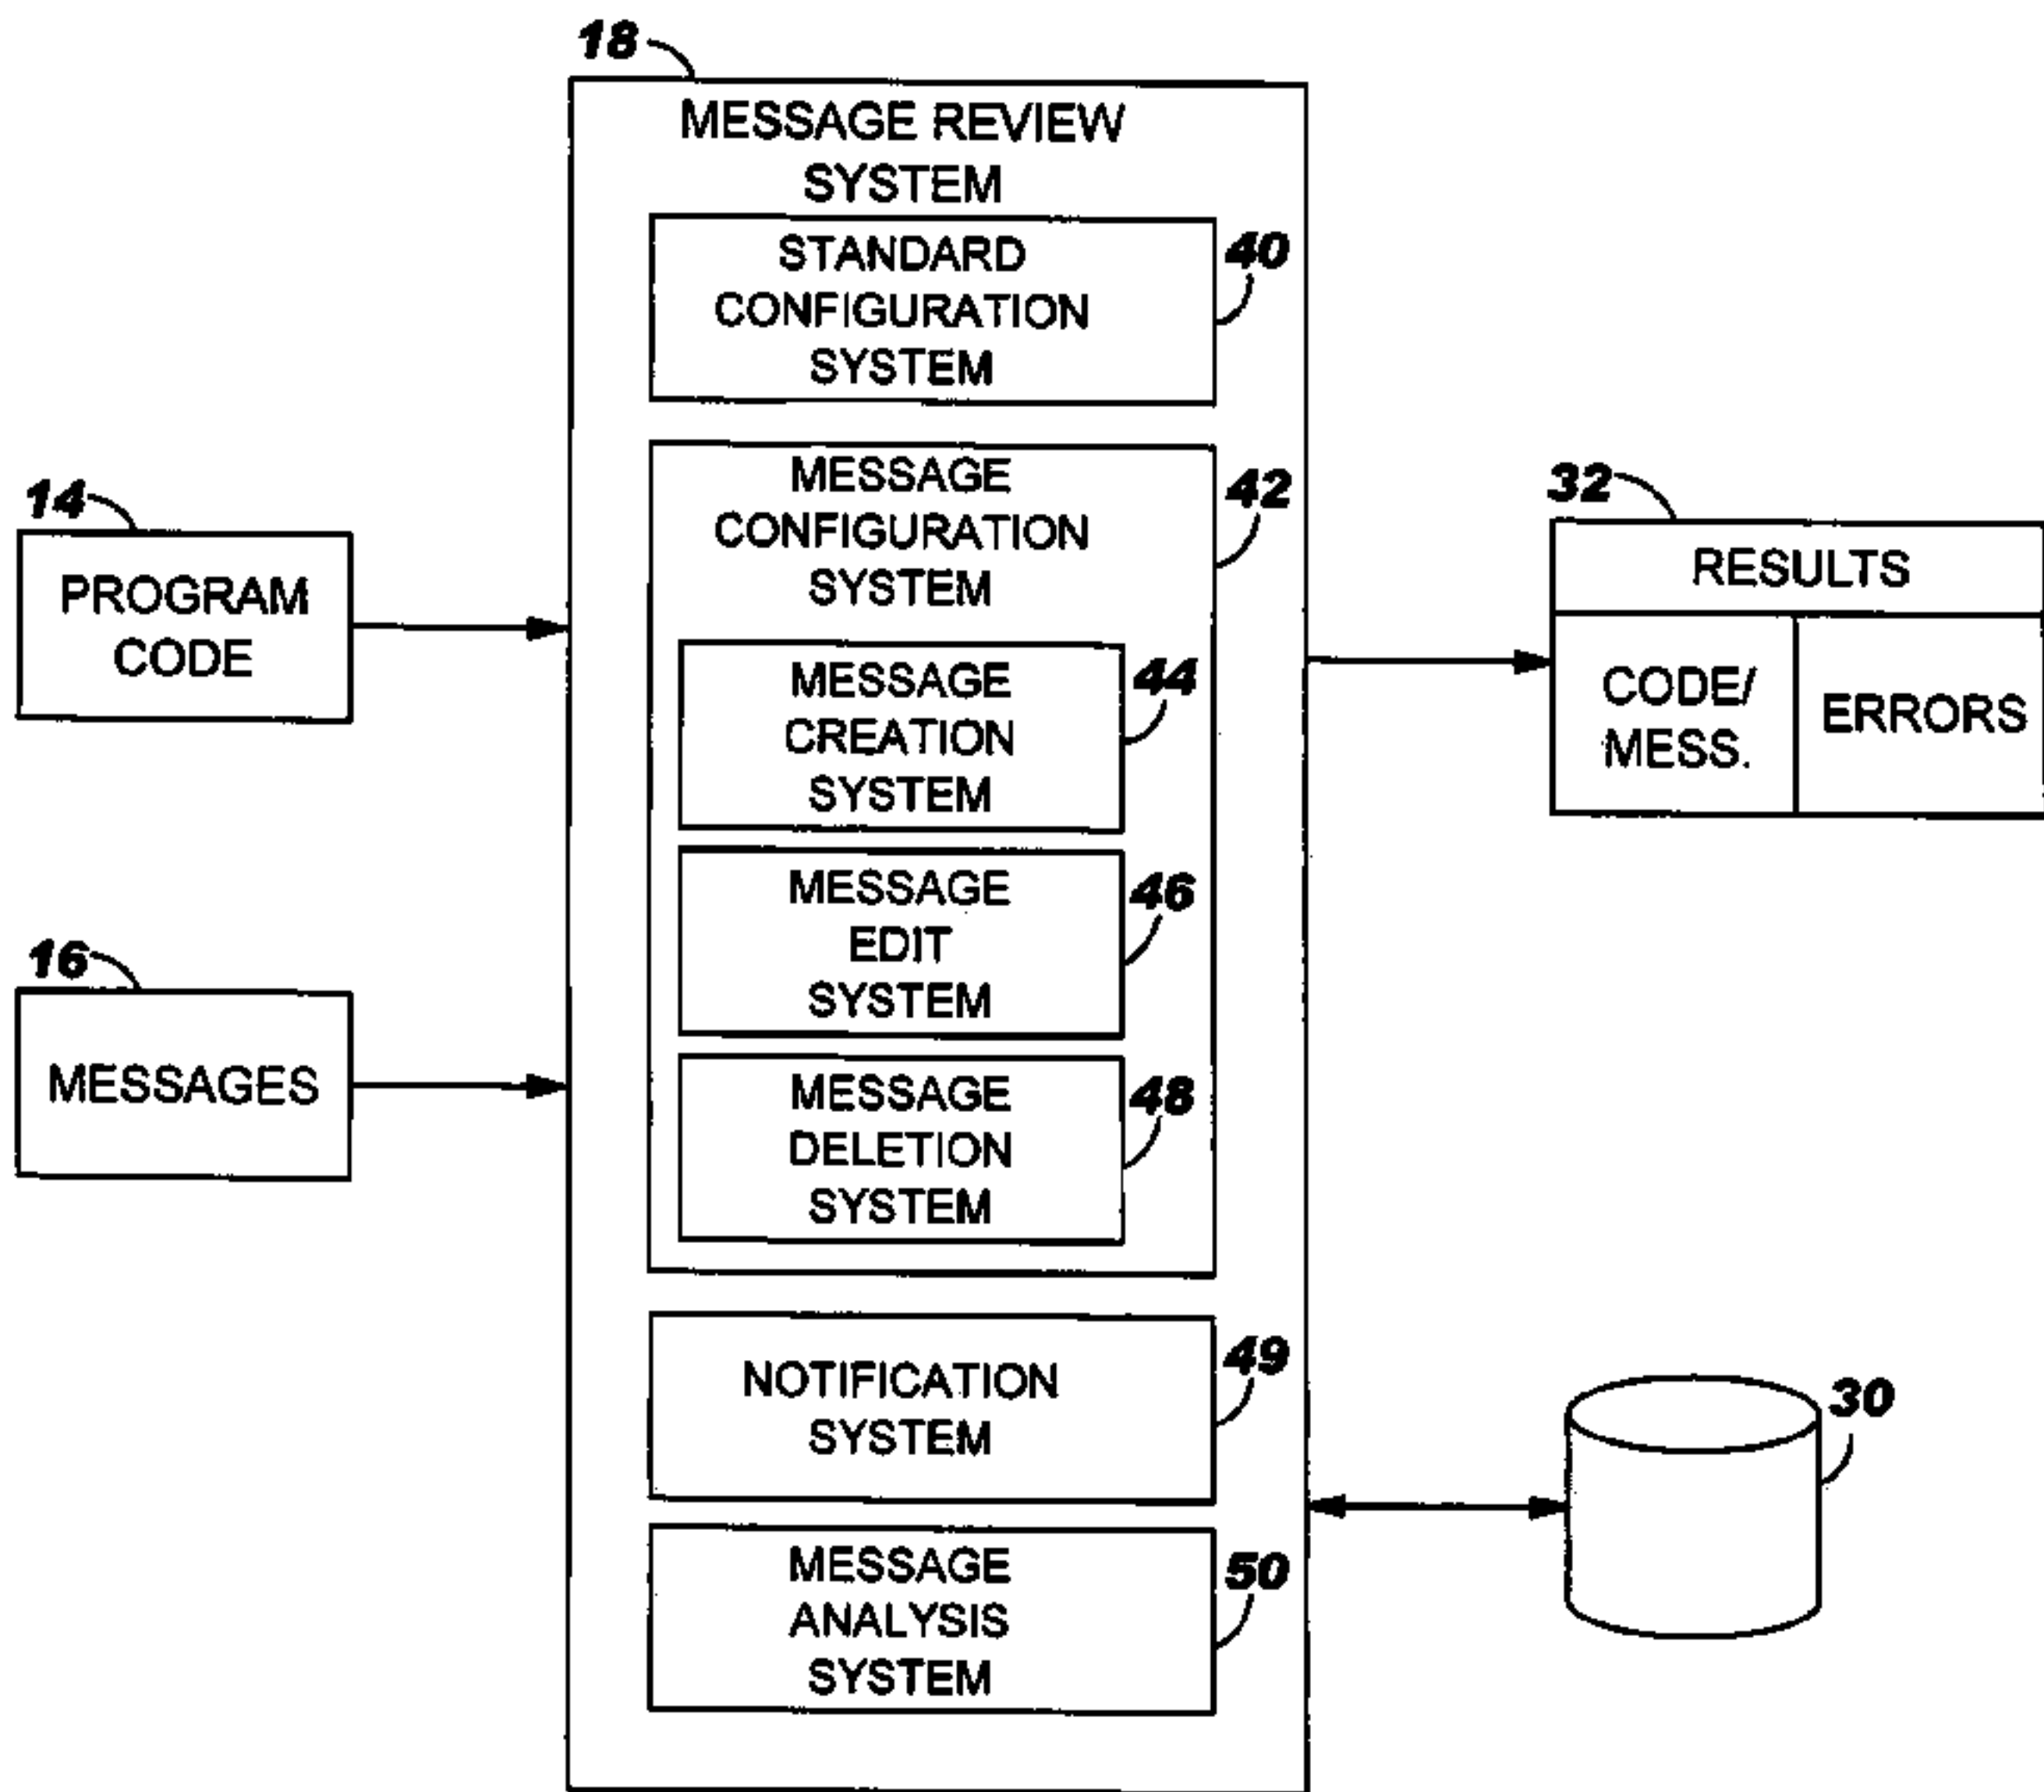 18
MESSAGE REVIEW
SYSTEM
STANDARD
CONFIGURATION
SYSTEM
40
MESSAGE
CONFIGURATION
SYSTEM
42
MESSAGE
CREATION
SYSTEM
44
MESSAGE
EDIT
SYSTEM
46
MESSAGE
DELETION
SYSTEM
48
NOTIFICATION
SYSTEM
49
MESSAGE
ANALYSIS
SYSTEM
50
14
PROGRAM
CODE
16
MESSAGES
32
RESULTS
CODE/
MESS.
ERRORS
30